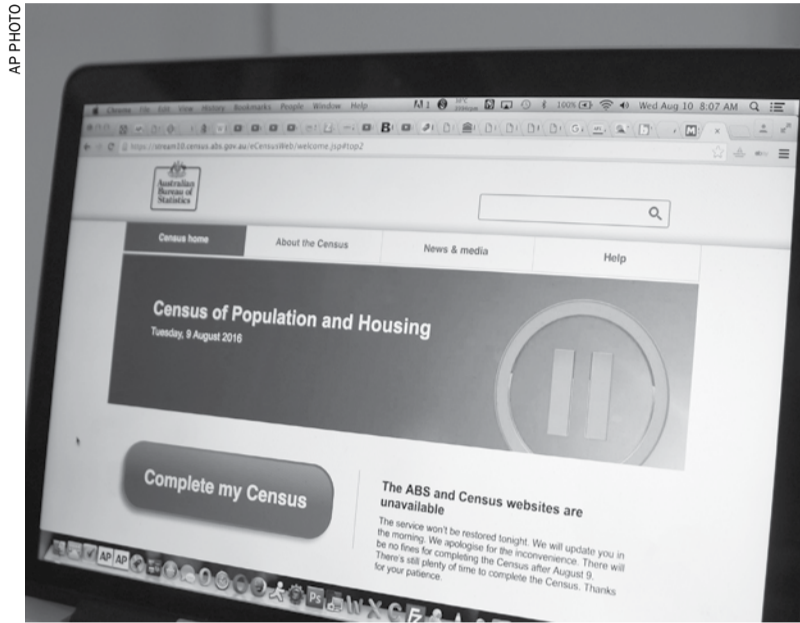 AP PHOTO
Chrome File Edit View History Bookmarks People Window Help 100% Wed Aug 10 8:07 AM
https://stream10.census.abs.gov.au/eCensusWeb/welcome.jsp#top2
Australian
Bureau of
Statistics
Census home About the Census News & media Help
Census of Population and Housing
Tuesday, 9 August 2016
Complete my Census
The ABS and Census websites are
unavailable
The service won't be restored tonight. We will update you in
the morning. We apologise for the inconvenience. There will
be no fines for completing the Census after August 9.
There's still plenty of time to complete the Census. Thanks
for your patience.
AP AP Ps